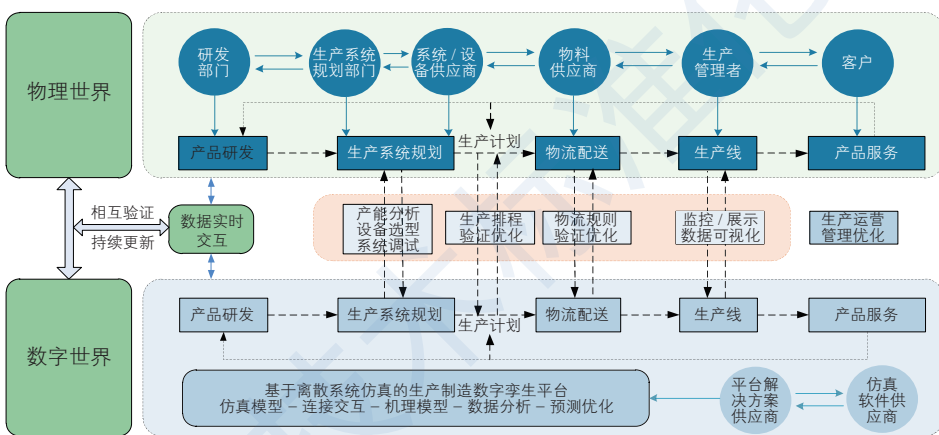 研发
部门
生产系统
规划部门
系统 / 设
备供应商
物料
供应商
生产
管理者
客户
物理世界
产品研发
生产系统规划
生产计划
物流配送
生产线
产品服务
相互验证
持续更新
数据实时
交互
产能分析
设备选型
系统调试
生产排程
验证优化
物流规则
验证优化
监控 / 展示
数据可视化
生产运营
管理优化
数字世界
产品研发
生产系统规划
生产计划
物流配送
生产线
产品服务
基于离散系统仿真的生产制造数字孪生平台
仿真模型 – 连接交互 – 机理模型 – 数据分析 – 预测优化
平台解
决方案
供应商
仿真
软件供
应商
技术标准化